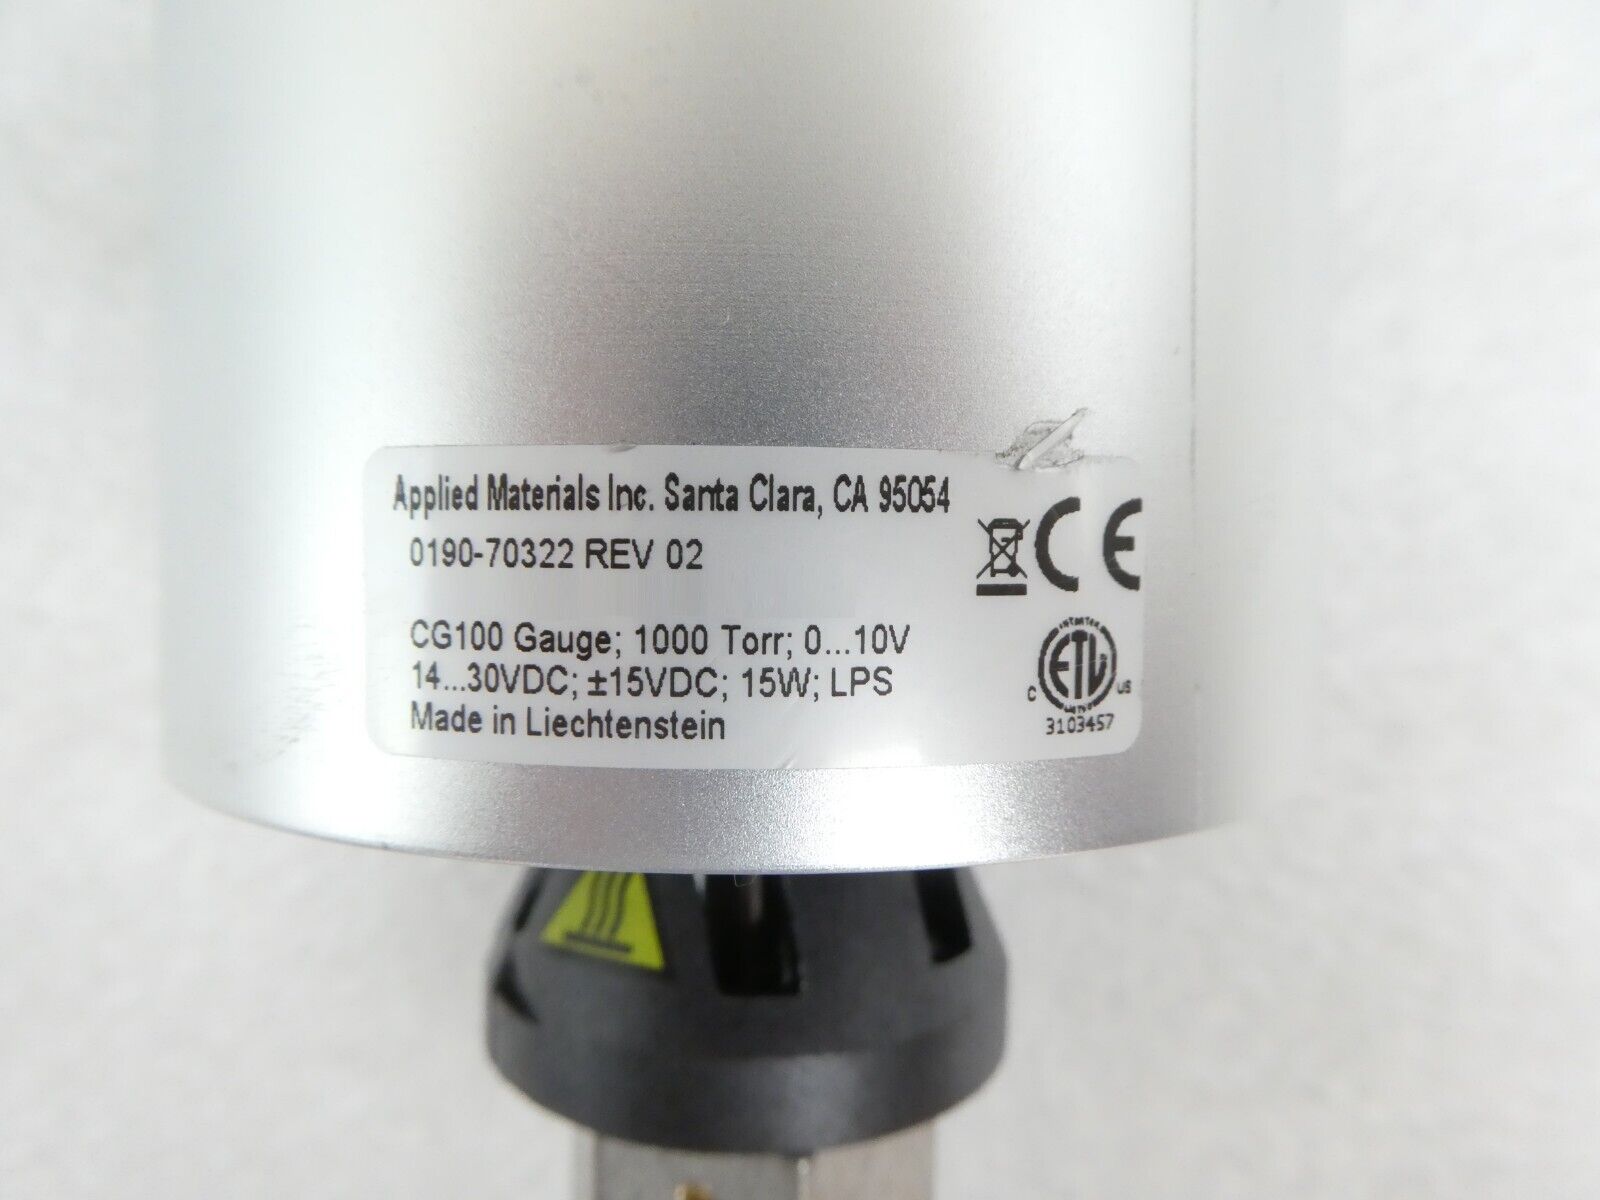 Applied Materials Inc. Santa Clara, CA 95054
0190-70322 REV 02
CE
CG100 Gauge; 1000 Torr; 0...10V
14...30VDC; ±15VDC; 15W; LPS
Made in Liechtenstein
ETL
C US
3103457